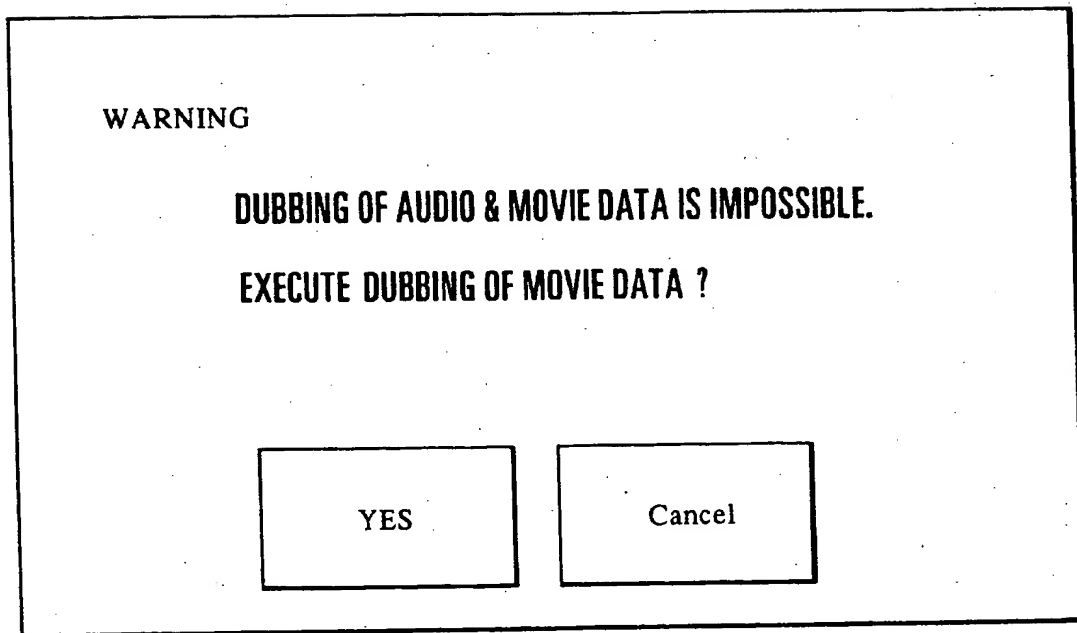 WARNING
DUBBING OF AUDIO & MOVIE DATA IS IMPOSSIBLE.
EXECUTE DUBBING OF MOVIE DATA ?
YES
Cancel